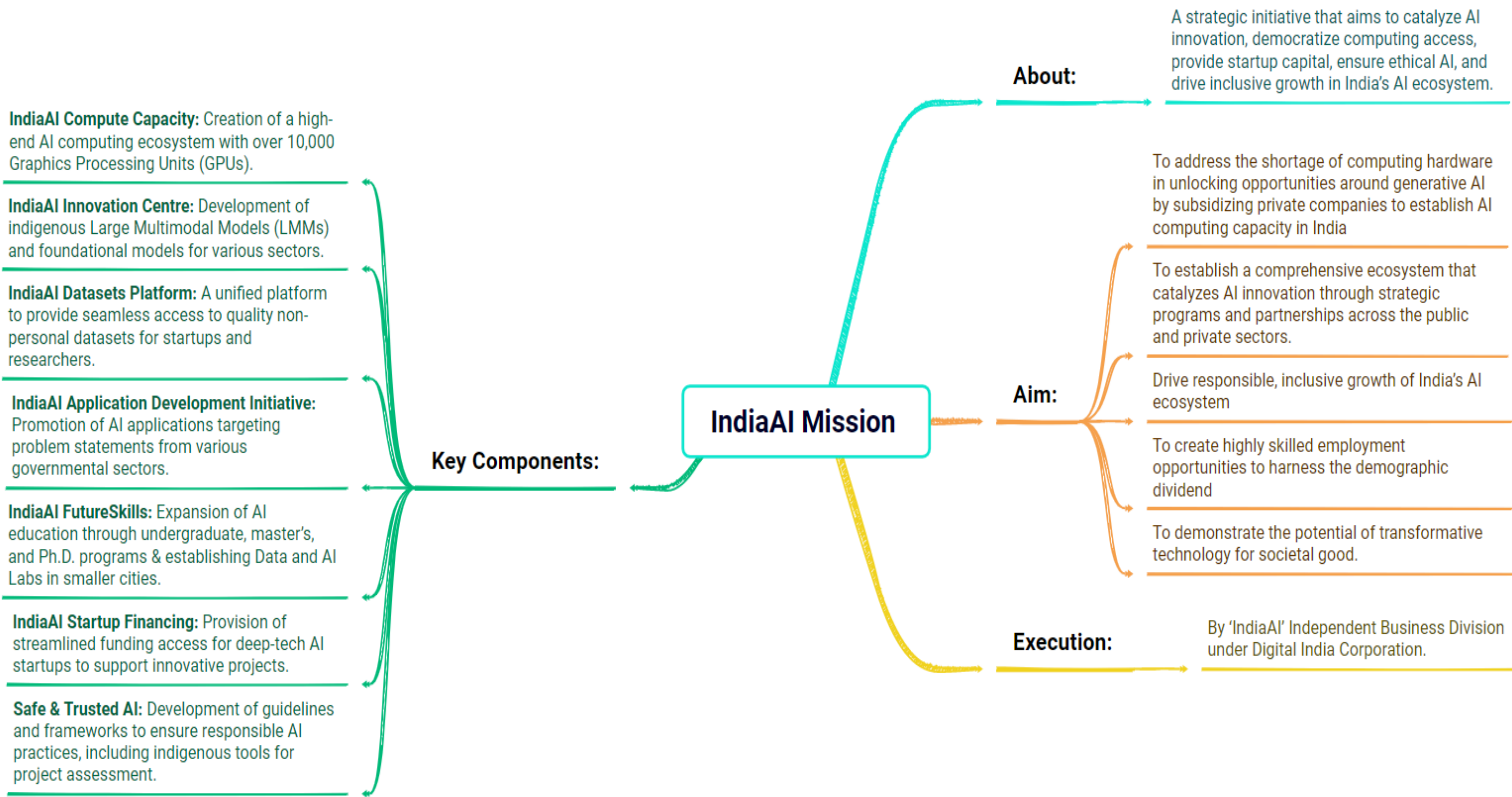 IndiaAI Mission
About:
A strategic initiative that aims to catalyze AI
innovation, democratize computing access,
provide startup capital, ensure ethical AI, and
drive inclusive growth in India's AI ecosystem.
Aim:
To address the shortage of computing hardware
in unlocking opportunities around generative AI
by subsidizing private companies to establish AI
computing capacity in India
To establish a comprehensive ecosystem that
catalyzes AI innovation through strategic
programs and partnerships across the public
and private sectors.
Drive responsible, inclusive growth of India's AI
ecosystem
To create highly skilled employment
opportunities to harness the demographic
dividend
To demonstrate the potential of transformative
technology for societal good.
Execution:
By ‘IndiaAI’ Independent Business Division
under Digital India Corporation.
Key Components:
IndiaAI Compute Capacity: Creation of a high-
end AI computing ecosystem with over 10,000
Graphics Processing Units (GPUs).
IndiaAI Innovation Centre: Development of
indigenous Large Multimodal Models (LMMs)
and foundational models for various sectors.
IndiaAI Datasets Platform: A unified platform
to provide seamless access to quality non-
personal datasets for startups and
researchers.
IndiaAI Application Development Initiative:
Promotion of AI applications targeting
problem statements from various
governmental sectors.
IndiaAI FutureSkills: Expansion of AI
education through undergraduate, master's,
and Ph.D. programs & establishing Data and AI
Labs in smaller cities.
IndiaAI Startup Financing: Provision of
streamlined funding access for deep-tech AI
startups to support innovative projects.
Safe & Trusted AI: Development of guidelines
and frameworks to ensure responsible AI
practices, including indigenous tools for
project assessment.